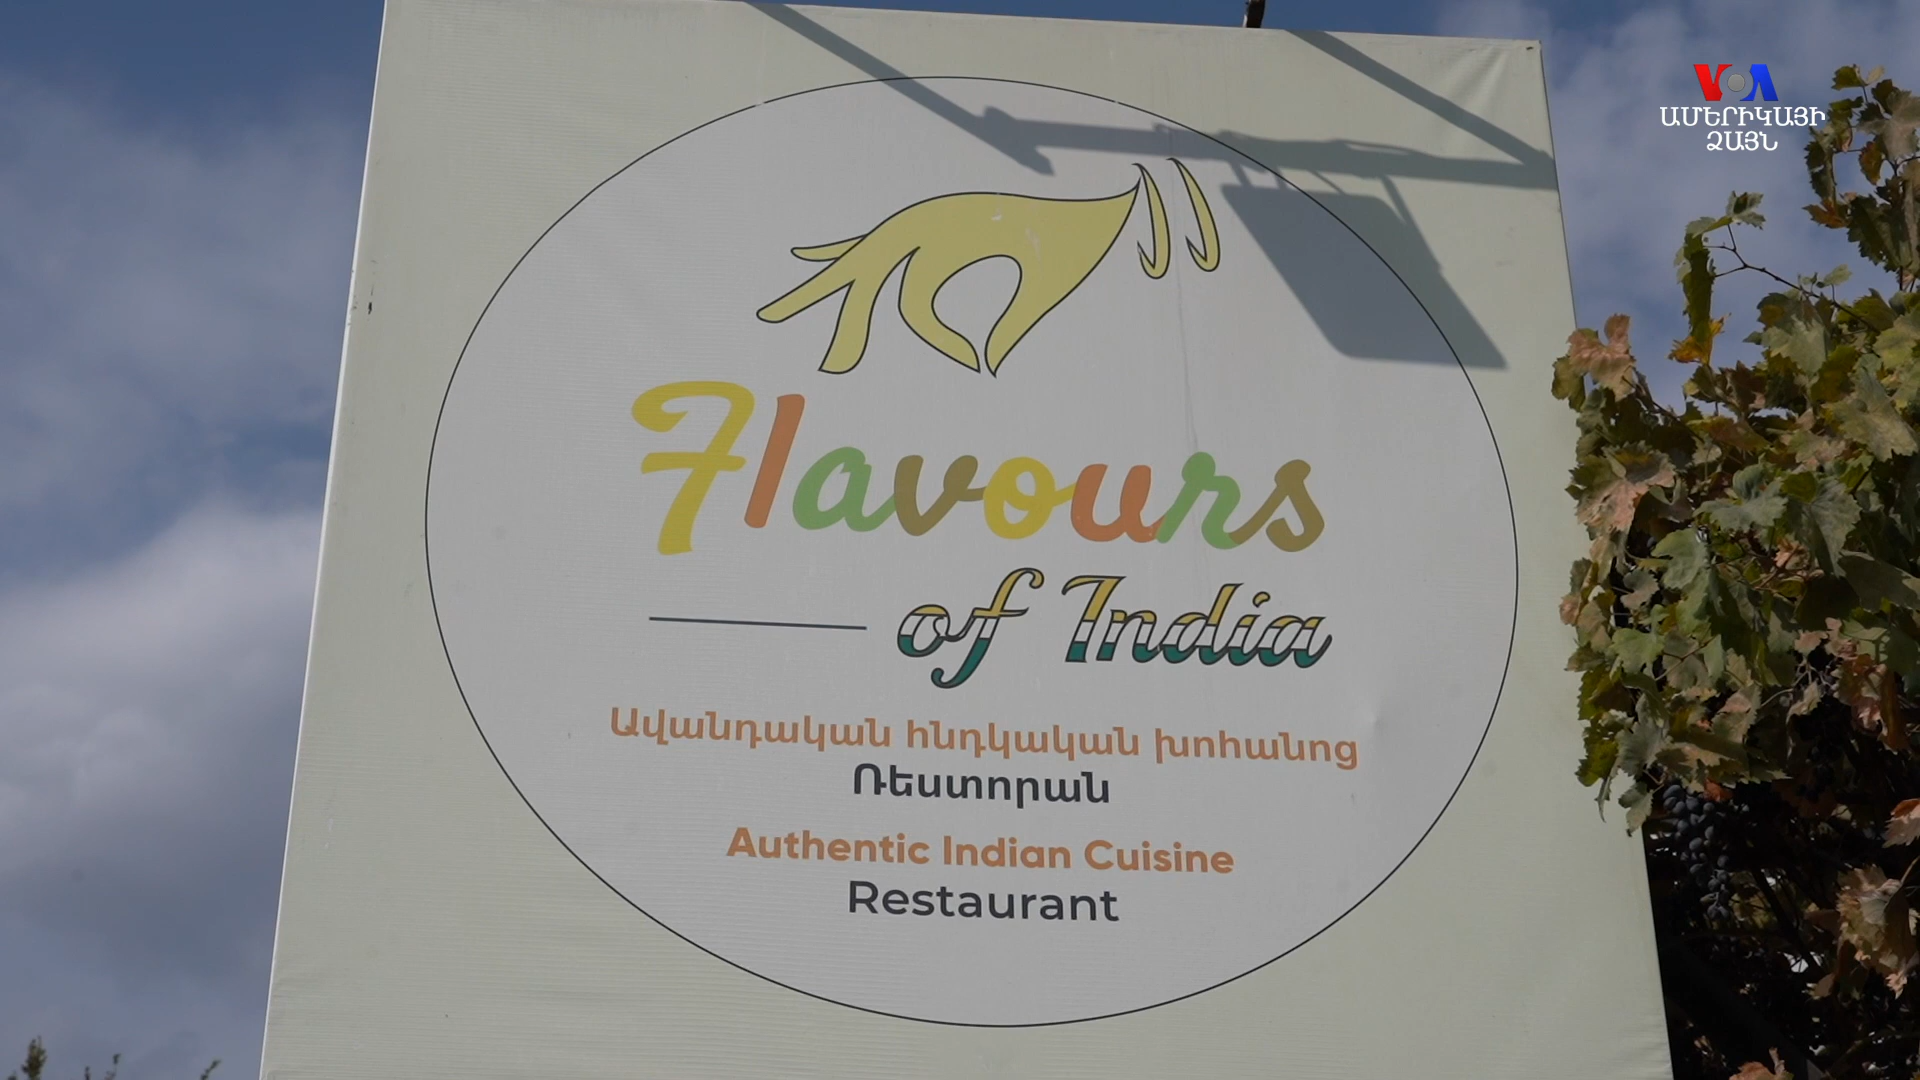 VOA
ԱՄԵՐԻԿԱՅԻ
ՁԱՅՆ
Flavours
of India
Ավանդական հնդկական խոհանոց
Ռեստորան
Authentic Indian Cuisine
Restaurant